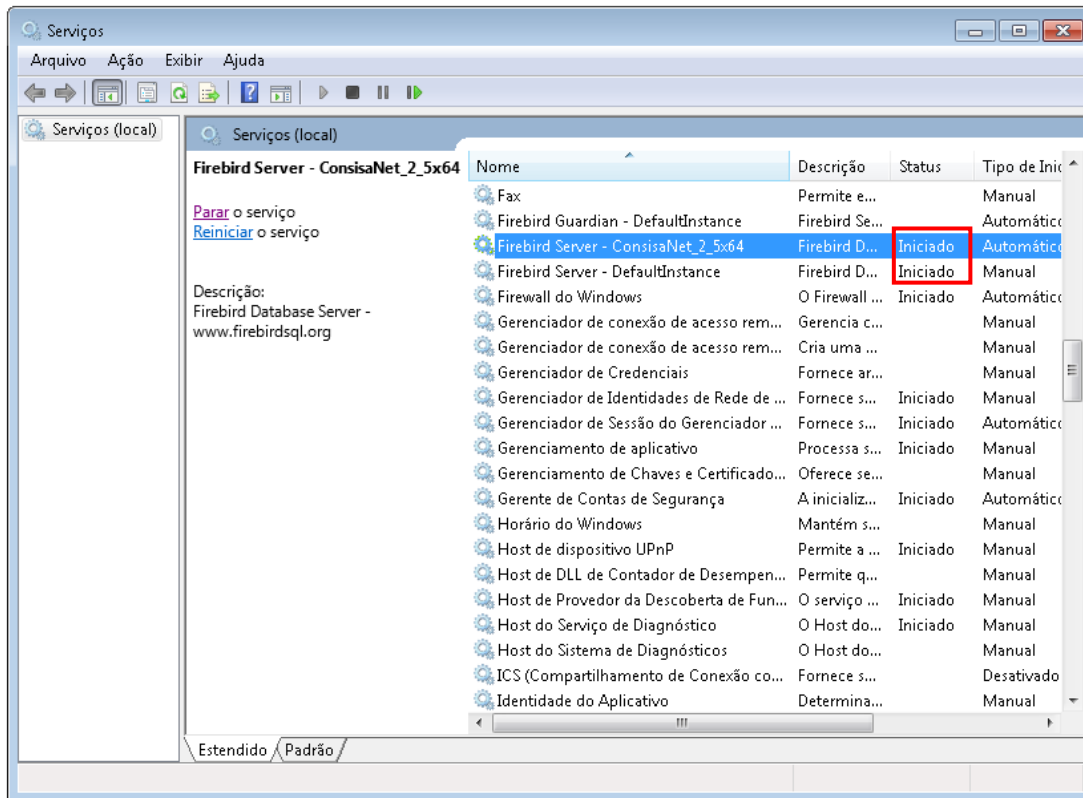 Serviços
Arquivo Ação Exibir Ajuda
Serviços (local)
Serviços (local)
Firebird Server - ConsisaNet_2_5x64
Parar o serviço
Reiniciar o serviço
Descrição:
Firebird Database Server -
www.firebirdsql.org
Nome Descrição Status Tipo de Inic
Fax Permite e... Manual
Firebird Guardian - DefaultInstance Firebird Se... Automático
Firebird Server - ConsisaNet_2_5x64 Firebird D... Iniciado Automático
Firebird Server - DefaultInstance Firebird D... Iniciado Manual
Firewall do Windows O Firewall ... Iniciado Automático
Gerenciador de conexão de acesso rem... Gerencia c... Manual
Gerenciador de conexão de acesso rem... Cria uma ... Manual
Gerenciador de Credenciais Fornece ar... Manual
Gerenciador de Identidades de Rede de ... Fornece s... Iniciado Manual
Gerenciador de Sessão do Gerenciador ... Fornece s... Iniciado Automático
Gerenciamento de aplicativo Processa s... Iniciado Manual
Gerenciamento de Chaves e Certificado... Oferece se... Manual
Gerente de Contas de Segurança A inicializ... Iniciado Automático
Horário do Windows Mantém s... Manual
Host de dispositivo UPnP Permite a ... Iniciado Manual
Host de DLL de Contador de Desempen... Permite q... Manual
Host de Provedor da Descoberta de Fun... O serviço ... Iniciado Manual
Host do Serviço de Diagnóstico O Host do... Iniciado Manual
Host do Sistema de Diagnósticos O Host do... Manual
ICS (Compartilhamento de Conexão co... Fornece s... Desativado
Identidade do Aplicativo Determina... Manual
Estendido Padrão